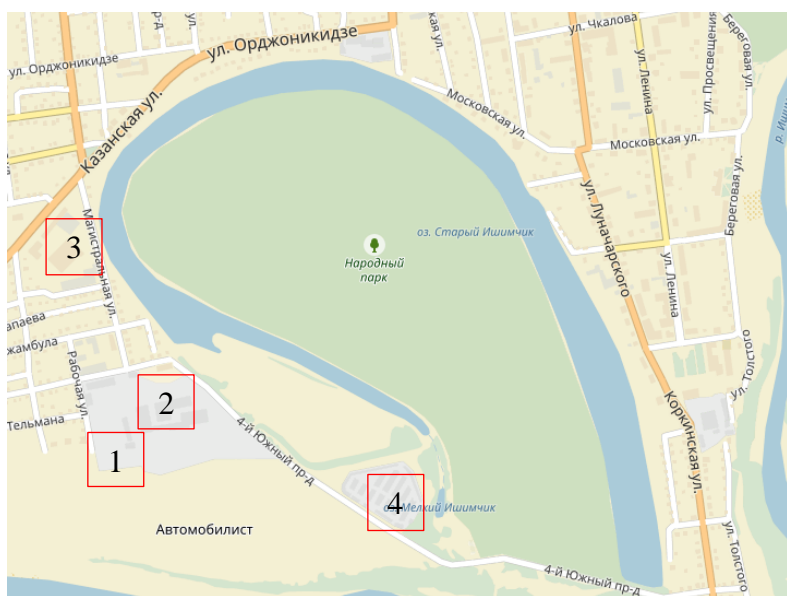 ул. Орджоникидзе
ул. Чкалова
Береговая ул.
ул. Орджоникидзе
ул. Ленина
ул. Просвещения
Московская ул.
Московская ул.
р. Иши
Казанская ул.
Береговая ул.
ул. Луначарского
Магистральная ул.
3
оз. Старый Ишимчик
Народный
парк
ул. Ленина
апаева
жамбула
Рабочая ул.
ул. Толстого
2
Тельмана
4-й Южный пр-д
Коркинская ул.
1
4
оз. Мелкий Ишимчик
Автомобилист
ул. Толстого
4-й Южный пр-д